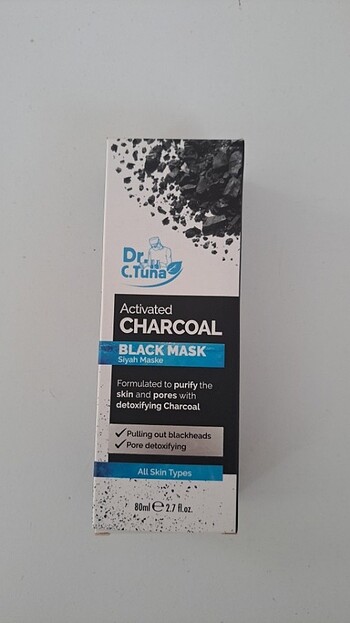 Dr.
C.Tuna
Activated
CHARCOAL
BLACK MASK
Siyah Maske
Formulated to purify the
skin and pores with
detoxifying Charcoal
✓ Pulling out blackheads
✓ Pore detoxifying
All Skin Types
80ml ℮ 2.7 fl.oz.